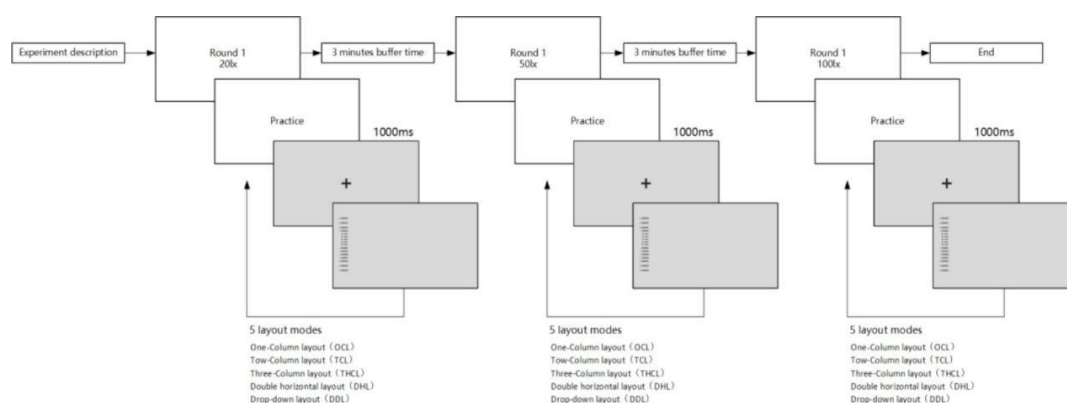 Experiment description
Round 1
20lx
3 minutes buffer time
Round 1
50lx
3 minutes buffer time
Round 1
100lx
End
Practice
1000ms
+
Practice
1000ms
+
Practice
1000ms
+
5 layout modes
One-Column layout（OCL）
Tow-Column layout（TCL）
Three-Column layout（THCL）
Double horizontal layout（DHL）
Drop-down layout（DDL）
5 layout modes
One-Column layout（OCL）
Tow-Column layout（TCL）
Three-Column layout（THCL）
Double horizontal layout（DHL）
Drop-down layout（DDL）
5 layout modes
One-Column layout（OCL）
Tow-Column layout（TCL）
Three-Column layout（THCL）
Double horizontal layout（DHL）
Drop-down layout（DDL）